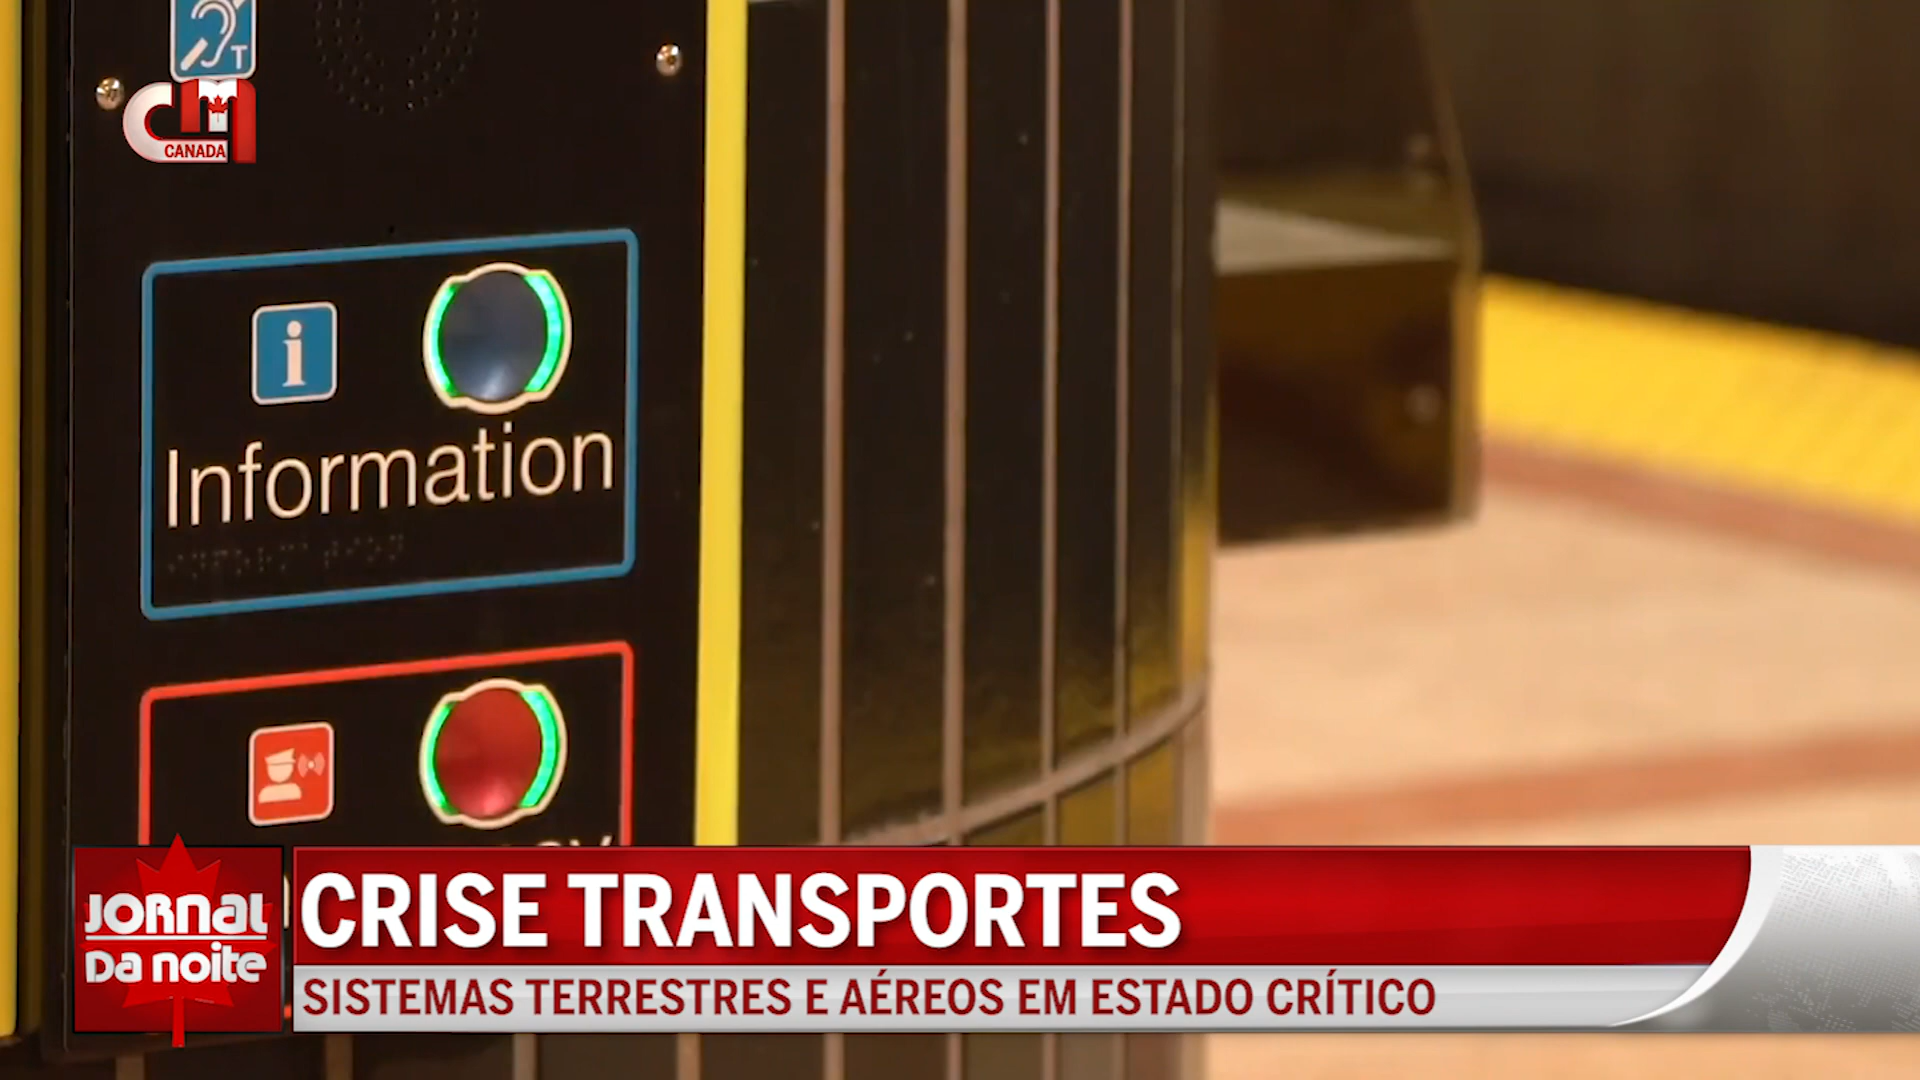 T
CM
CANADA
i
Information
JORNAL
DA NOITE
CRISE TRANSPORTES
SISTEMAS TERRESTRES E AÉREOS EM ESTADO CRÍTICO